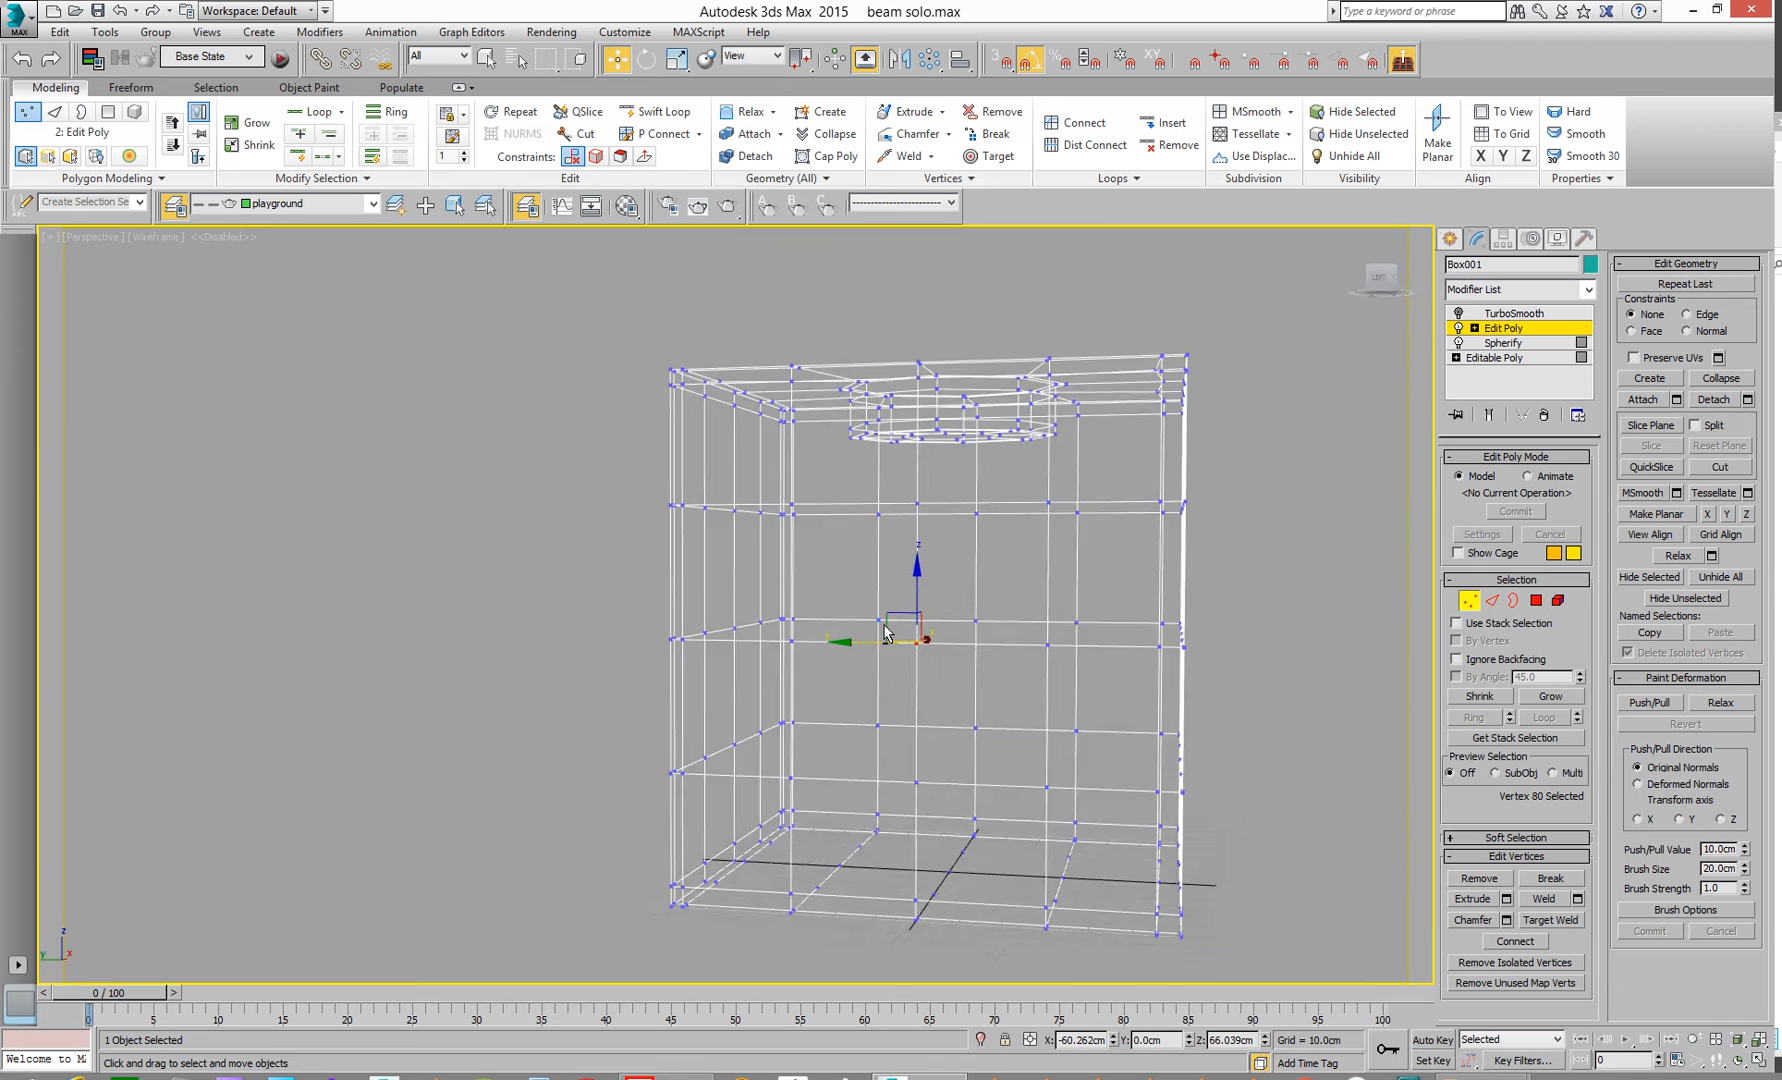 Workspace: Default
Autodesk 3ds Max 2015 beam solo.max
Type a keyword or phrase
MAX
Edit Tools Group Views Create Modifiers Animation Graph Editors Rendering Customize MAXScript Help
Base State
All
View
Modeling Freeform Selection Object Paint Populate
2: Edit Poly
Grow
Shrink
Loop
Ring
1
Repeat QSlice Swift Loop
NURMS Cut P Connect
Constraints:
Relax Create
Attach Collapse
Detach Cap Poly
Extrude Remove
Chamfer Break
Weld Target
Connect Insert
Dist Connect Remove
MSmooth
Tessellate
Use Displac...
Hide Selected
Hide Unselected
Unhide All
Make Planar
To View
To Grid
X Y Z
Hard
Smooth
Smooth 30
Polygon Modeling Modify Selection Edit Geometry (All) Vertices Loops Subdivision Visibility Align Properties
Create Selection Se
playground
[+] [Perspective] [Wireframe] <<Disabled>>
LEFT
Box001
Modifier List
TurboSmooth
Edit Poly
Spherify
Editable Poly
Edit Poly Mode
Model Animate
<No Current Operation>
Commit
Settings Cancel
Show Cage
Selection
Use Stack Selection
By Vertex
Ignore Backfacing
By Angle: 45.0
Shrink Grow
Ring Loop
Get Stack Selection
Preview Selection
Off SubObj Multi
Vertex 80 Selected
Soft Selection
Edit Vertices
Remove Break
Extrude Weld
Chamfer Target Weld
Connect
Remove Isolated Vertices
Remove Unused Map Verts
Edit Geometry
Repeat Last
Constraints
None Edge
Face Normal
Preserve UVs
Create Collapse
Attach Detach
Slice Plane Split
Slice Reset Plane
QuickSlice Cut
MSmooth Tessellate
Make Planar X Y Z
View Align Grid Align
Relax
Hide Selected Unhide All
Hide Unselected
Named Selections:
Copy Paste
Delete Isolated Vertices
Paint Deformation
Push/Pull Relax
Revert
Push/Pull Direction
Original Normals
Deformed Normals
Transform axis
X Y Z
Push/Pull Value 10.0cm
Brush Size 20.0cm
Brush Strength 1.0
Brush Options
Commit Cancel
z
z
y x
0 / 100
0 5 10 15 20 25 30 35 40 45 50 55 60 65 70 75 80 85 90 95 100
1 Object Selected
X: -60.262cm Y: 0.0cm Z: 66.039cm Grid = 10.0cm
Auto Key Selected
Welcome to M
Click and drag to select and move objects
Add Time Tag
Set Key Key Filters... 0